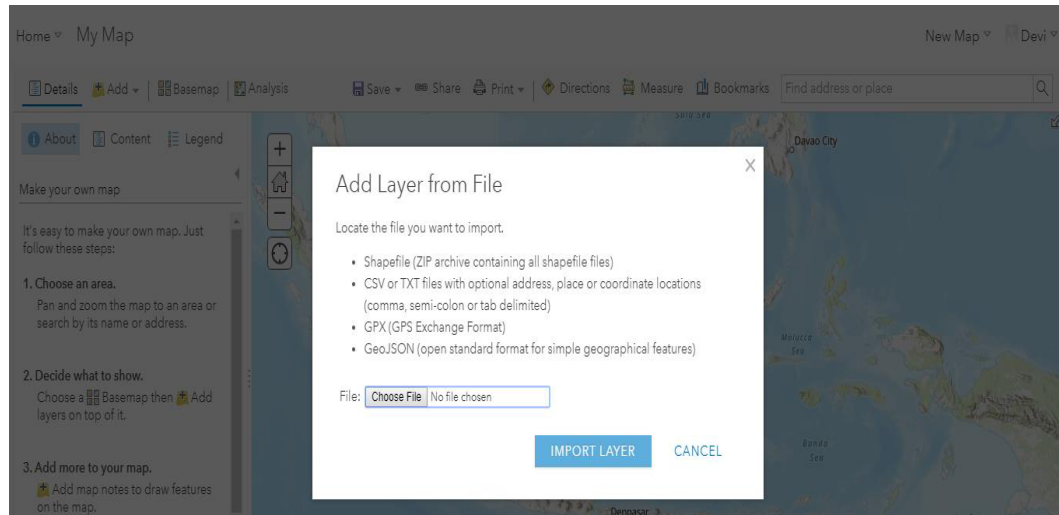 Home My Map New Map Devi
Details Add Basemap Analysis Save Share Print Directions Measure Bookmarks Find address or place
About Content Legend
Make your own map
It's easy to make your own map. Just
follow these steps:
1. Choose an area.
Pan and zoom the map to an area or
search by its name or address.
2. Decide what to show.
Choose a Basemap then Add
layers on top of it.
3. Add more to your map.
Add map notes to draw features
on the map.
Sulu Sea
Davao City
Add Layer from File
X
Locate the file you want to import.
• Shapefile (ZIP archive containing all shapefile files)
• CSV or TXT files with optional address, place or coordinate locations
(comma, semi-colon or tab delimited)
• GPX (GPS Exchange Format)
• GeoJSON (open standard format for simple geographical features)
File: Choose File No file chosen
IMPORT LAYER CANCEL
Molucca
Sea
Banda
Sea
Denpasar